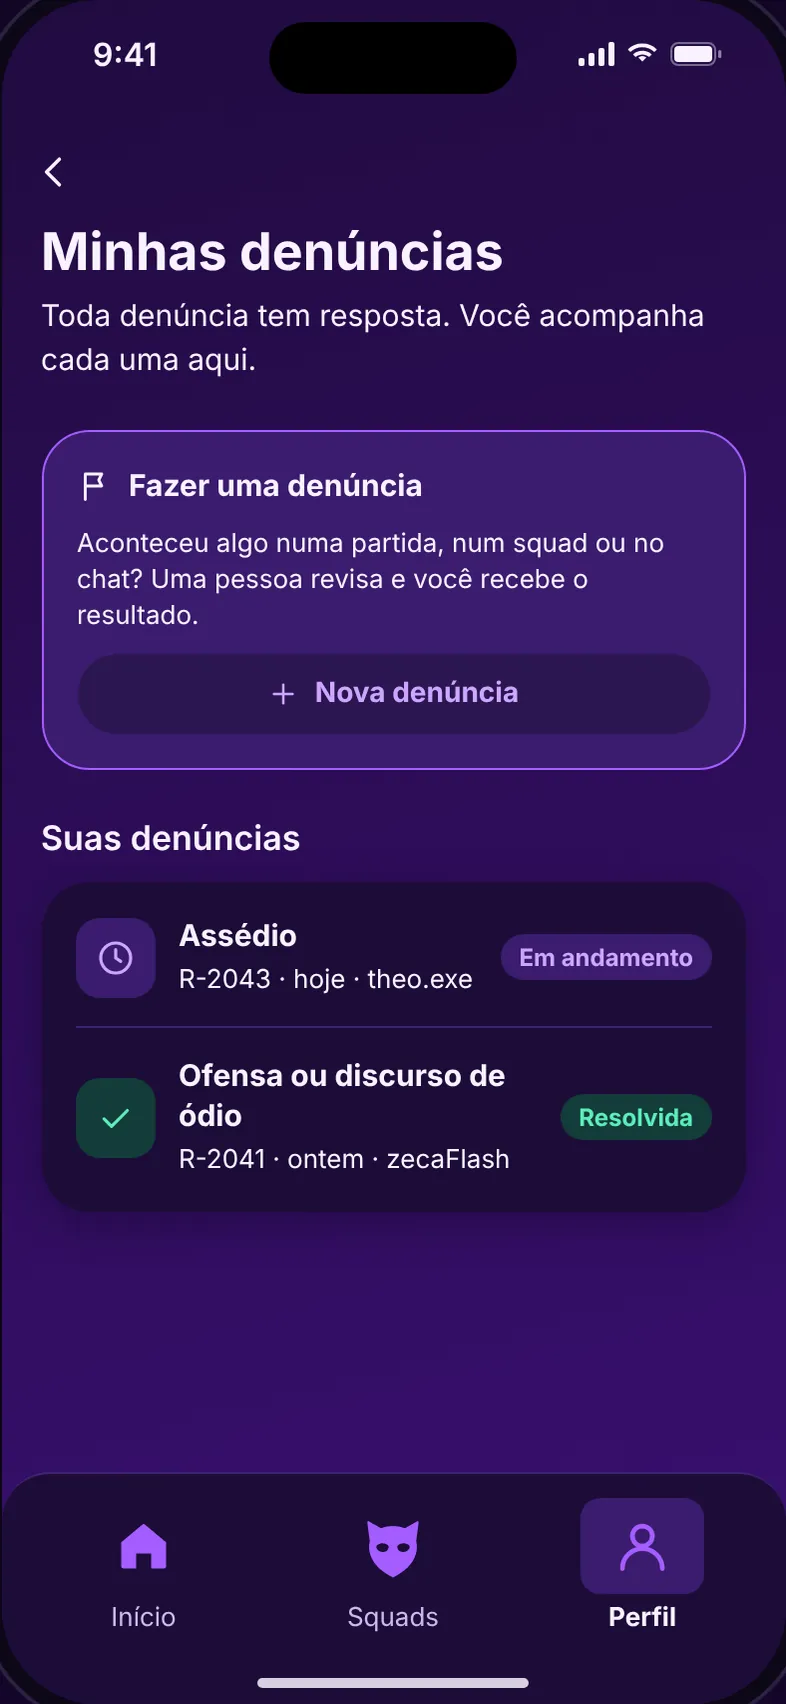 9:41
Minhas denúncias
Toda denúncia tem resposta. Você acompanha
cada uma aqui.
Fazer uma denúncia
Aconteceu algo numa partida, num squad ou no
chat? Uma pessoa revisa e você recebe o
resultado.
Nova denúncia
Suas denúncias
Assédio
R-2043 · hoje · theo.exe
Em andamento
Ofensa ou discurso de
ódio
R-2041 · ontem · zecaFlash
Resolvida
Início
Squads
Perfil